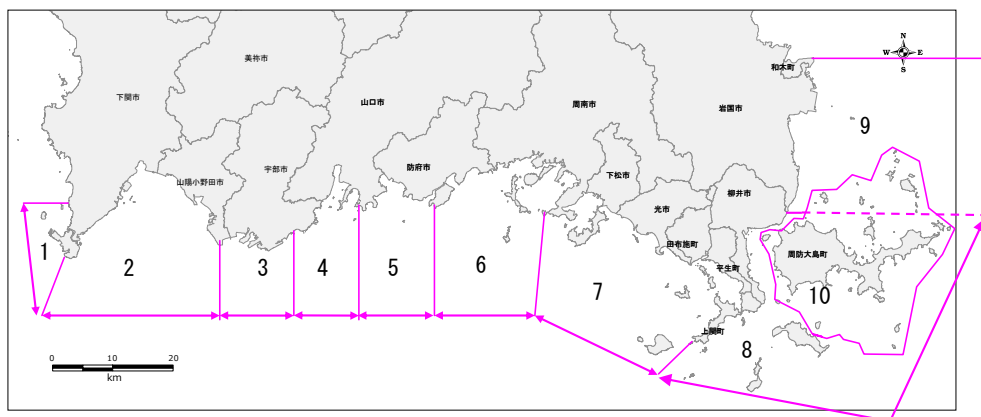 N
W E
S
和木町
美祢市
下関市
山口市
周南市
岩国市
9
防府市
宇部市
下松市
山陽小野田市
柳井市
光市
田布施町
1
周防大島町
2
3
4
5
6
平生町
7
10
上関町
8
0 10 20
km